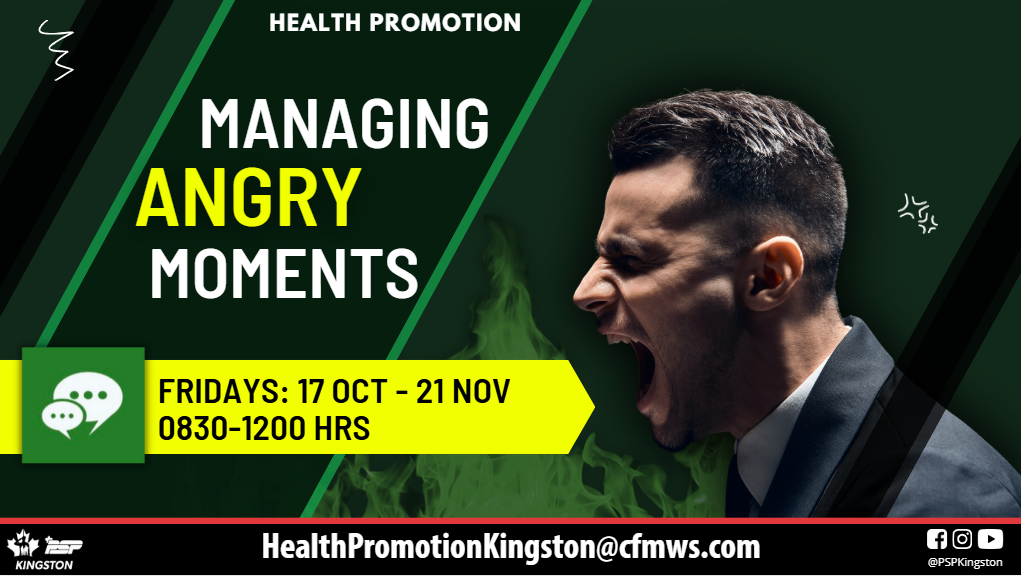 HEALTH PROMOTION
MANAGING
ANGRY
MOMENTS
FRIDAYS: 17 OCT - 21 NOV
0830-1200 HRS
PSP
KINGSTON
HealthPromotionKingston@cfmws.com
@PSPKingston